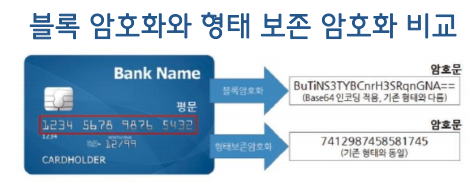 블록 암호화와 형태 보존 암호화 비교
Bank Name
평문
1234 5678 9876 5432
1234
12/99
CARDHOLDER
블록암호화
암호문
BuTiNS3TYBCnrH3SRqnGNA==
(Base64 인코딩 적용, 기존 형태와 다름)
형태보존암호화
암호문
7412987458581745
(기존 형태와 동일)